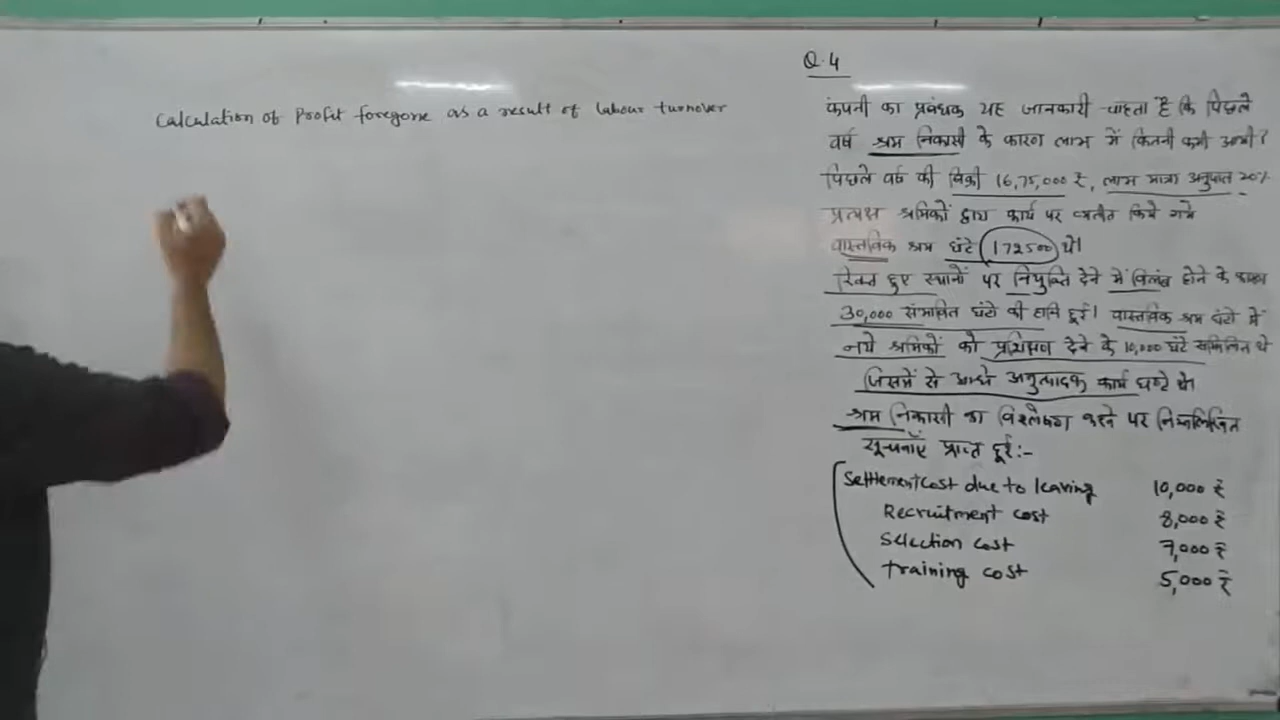 Calculation of Profit foregone as a result of labour turnover
Q.4
कंपनी का प्रबंधक यह जानकारी चाहता है कि पिछले
वर्ष श्रम निकासी के कारण लाभ में कितनी कमी आयी?
पिछले वर्ष की बिक्री 16,75,000 ₹, लाभ मात्रा अनुपात 20%
प्रत्यक्ष श्रमिकों द्वारा कार्य पर व्यतीत किये गये
वास्तविक श्रम घंटे 172500 थे।
रिक्त हुए स्थानों पर नियुक्ति देने में विलंब होने के कारण
30,000 संभावित घंटो की हानि हुई। वास्तविक श्रम घंटो में
नये श्रमिकों को प्रशिक्षण देने के 10,000 घंटे सम्मिलित थे
जिसमें से आधे अनुत्पादक कार्य घण्टे थे।
श्रम निकासी का विश्लेषण करने पर निम्नलिखित
सूचनाएँ प्राप्त हुई:-
Settlement Cost due to leaving 10,000 ₹
Recruitment cost 8,000 ₹
Selection cost 7,000 ₹
Training cost 5,000 ₹